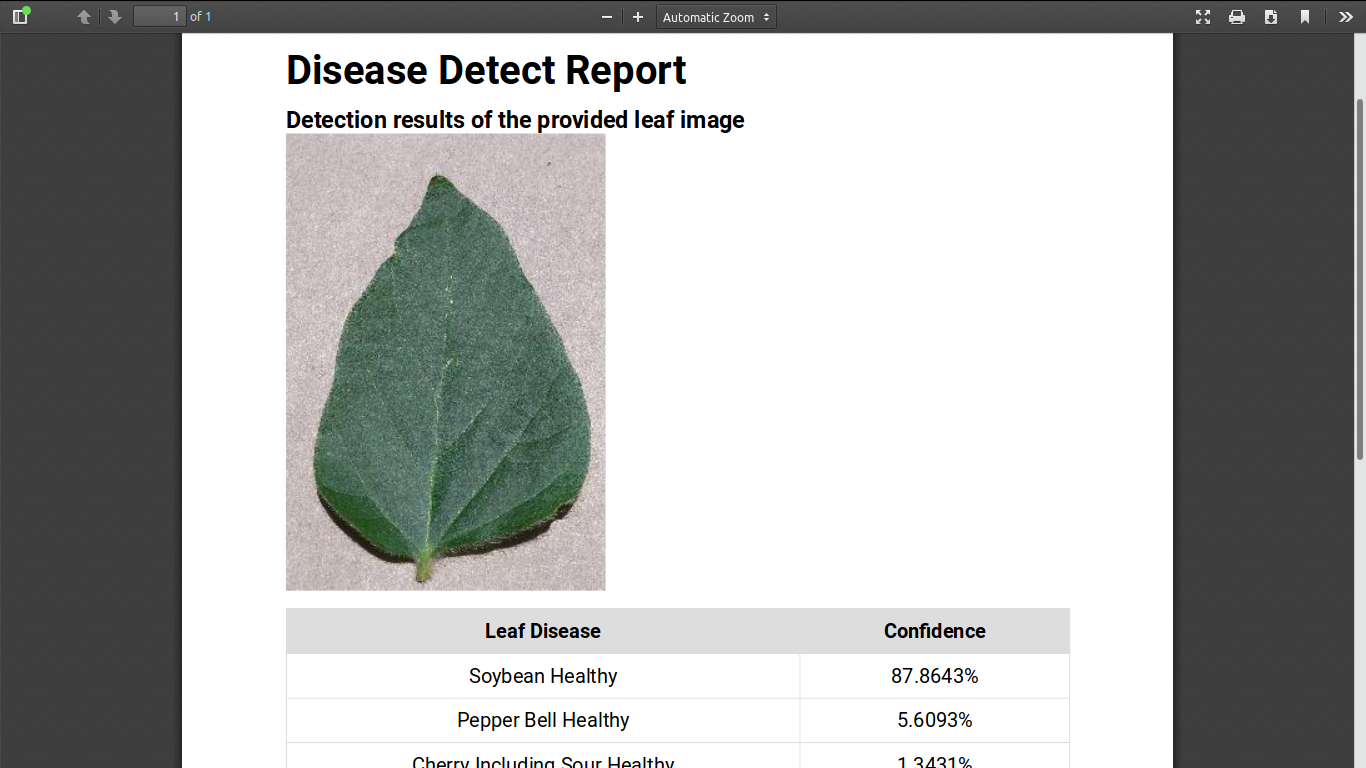 1 of 1
Automatic Zoom
Disease Detect Report
Detection results of the provided leaf image
Leaf Disease Confidence
Soybean Healthy 87.8643%
Pepper Bell Healthy 5.6093%
Cherry Including Sour Healthy 1.3431%